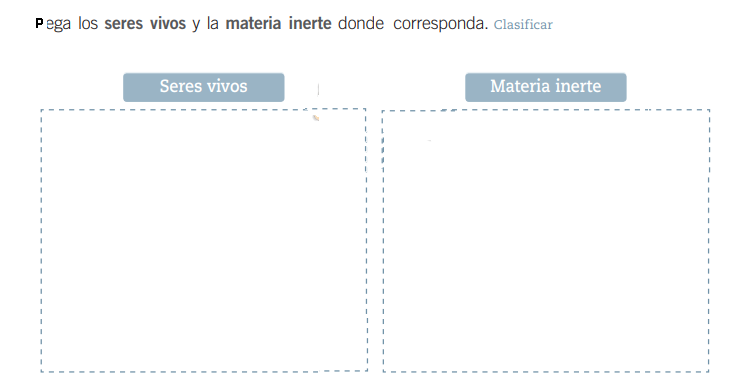 Pega los seres vivos y la materia inerte donde corresponda. Clasificar
Seres vivos
Materia inerte